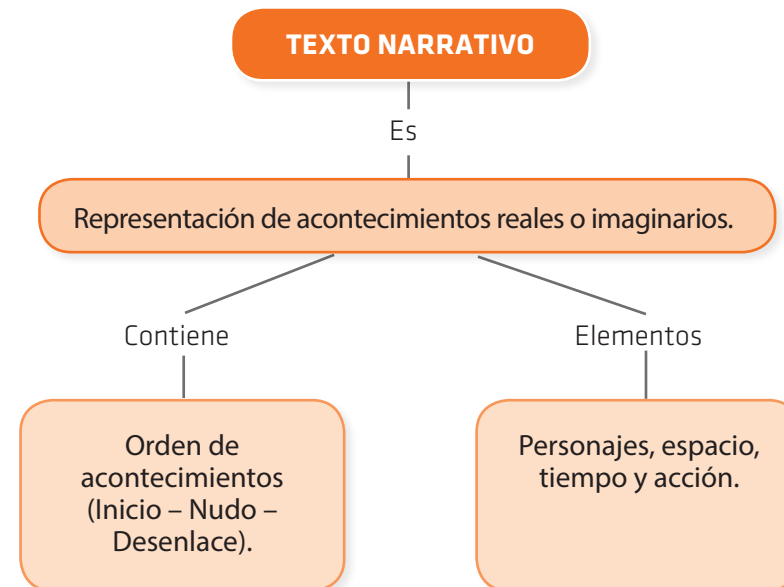 TEXTO NARRATIVO
Es
Representación de acontecimientos reales o imaginarios.
Contiene
Elementos
Orden de
acontecimientos
(Inicio – Nudo –
Desenlace).
Personajes, espacio,
tiempo y acción.